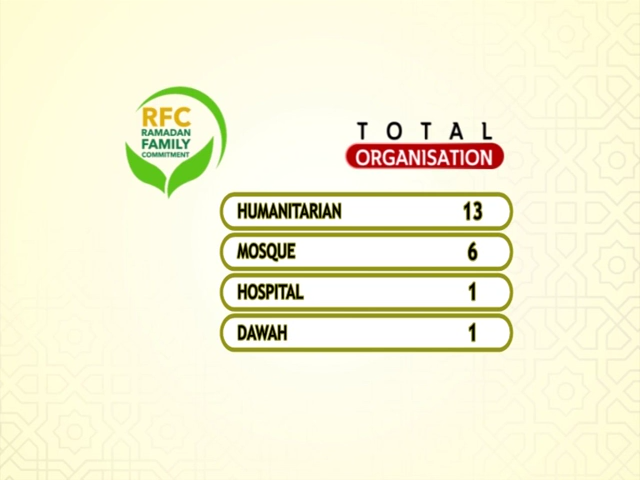 RFC
RAMADAN
FAMILY
COMMITMENT
TOTAL
ORGANISATION
HUMANITARIAN 13
MOSQUE 6
HOSPITAL 1
DAWAH 1